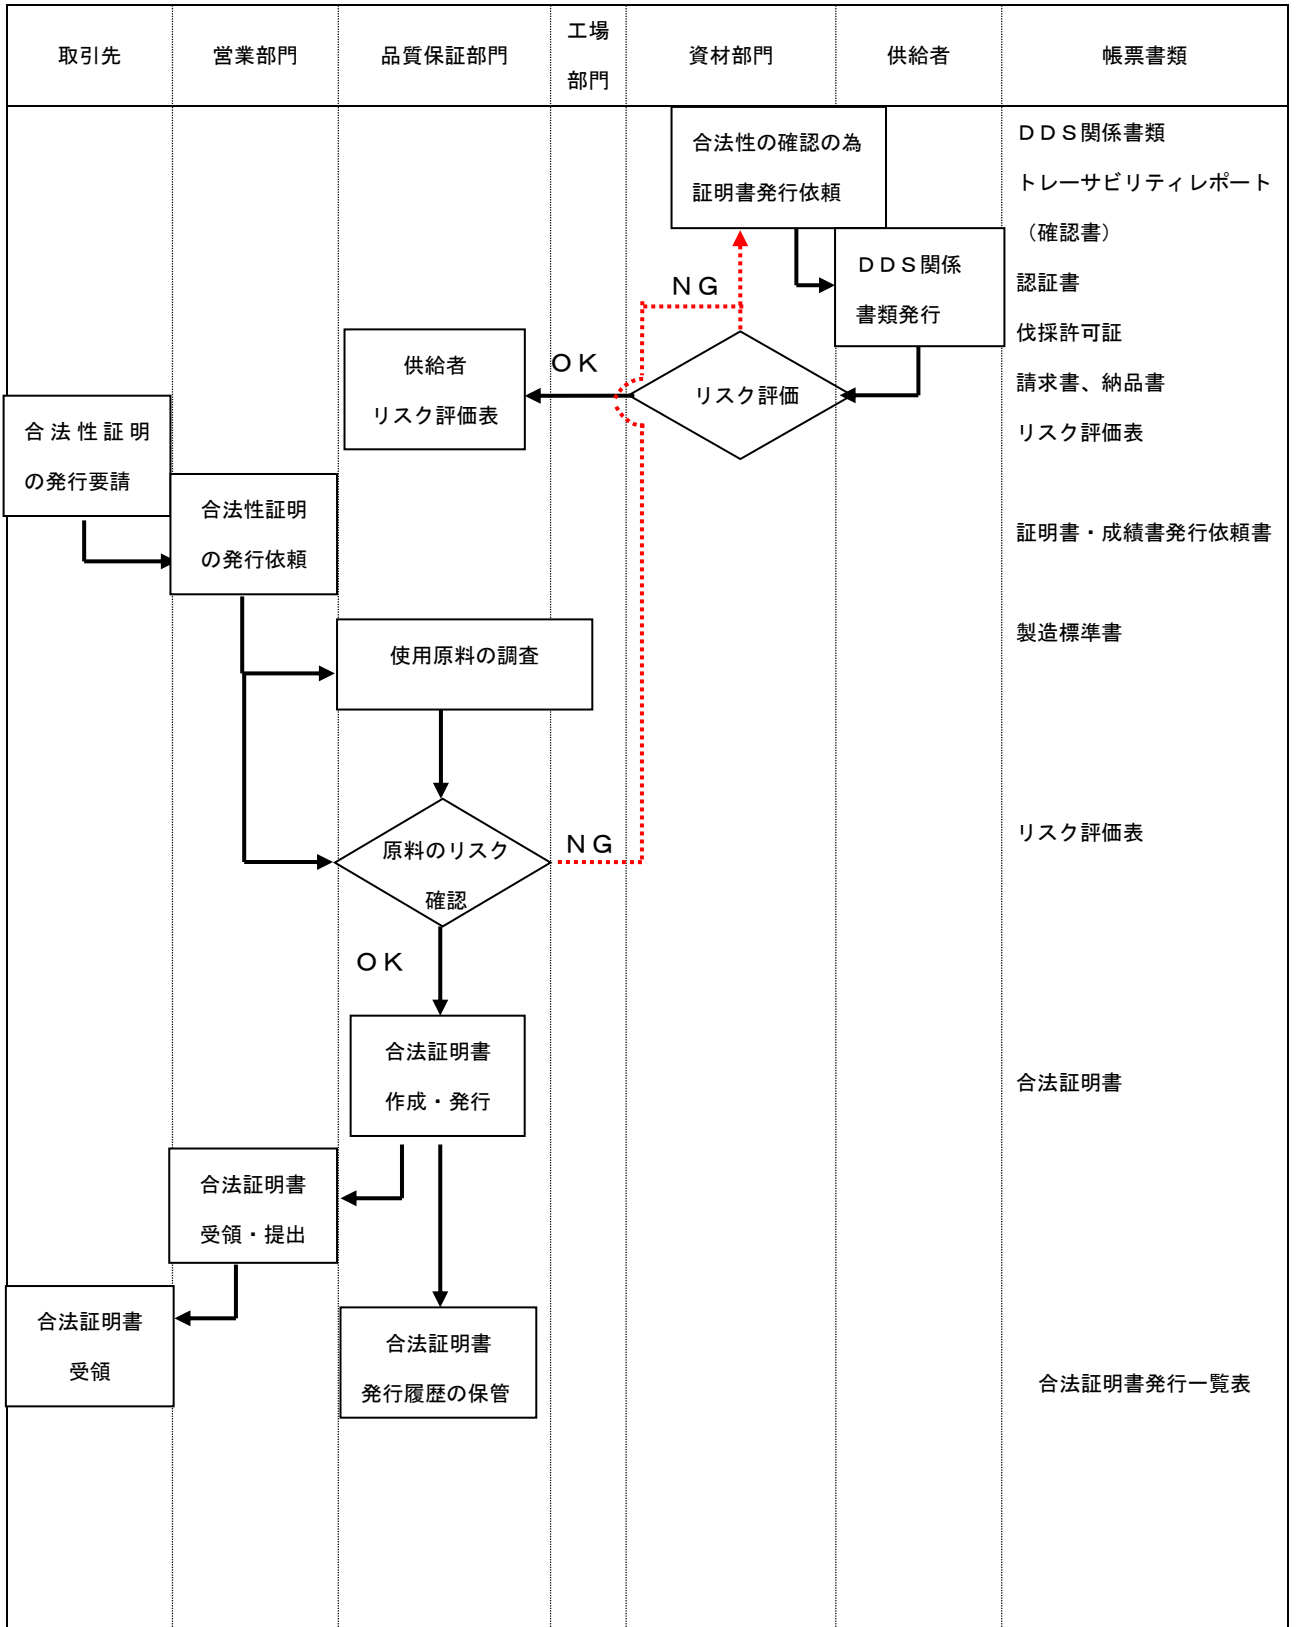 取引先
営業部門
品質保証部門
工場
部門
資材部門
供給者
帳票書類
合法性の確認の為
証明書発行依頼
ＤＤＳ関係書類
トレーサビリティレポート
（確認書）
ＤＤＳ関係
書類発行
認証書
伐採許可証
請求書、納品書
リスク評価表
ＮＧ
リスク評価
ＯＫ
供給者
リスク評価表
合法性証明
の発行要請
合法性証明
の発行依頼
証明書・成績書発行依頼書
使用原料の調査
製造標準書
原料のリスク
確認
ＮＧ
リスク評価表
ＯＫ
合法証明書
作成・発行
合法証明書
合法証明書
受領・提出
合法証明書
受領
合法証明書
発行履歴の保管
合法証明書発行一覧表